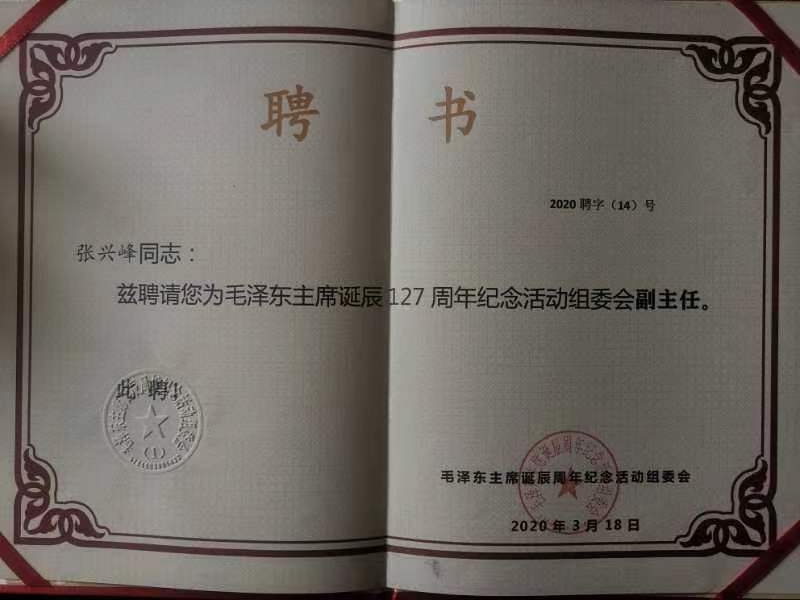 聘 书
2020 聘字（14）号
张兴峰同志：
兹聘请您为毛泽东主席诞辰 127 周年纪念活动组委会副主任。
此 聘！
（1）
毛泽东主席诞辰周年纪念活动组委会
2020 年 3 月 18 日